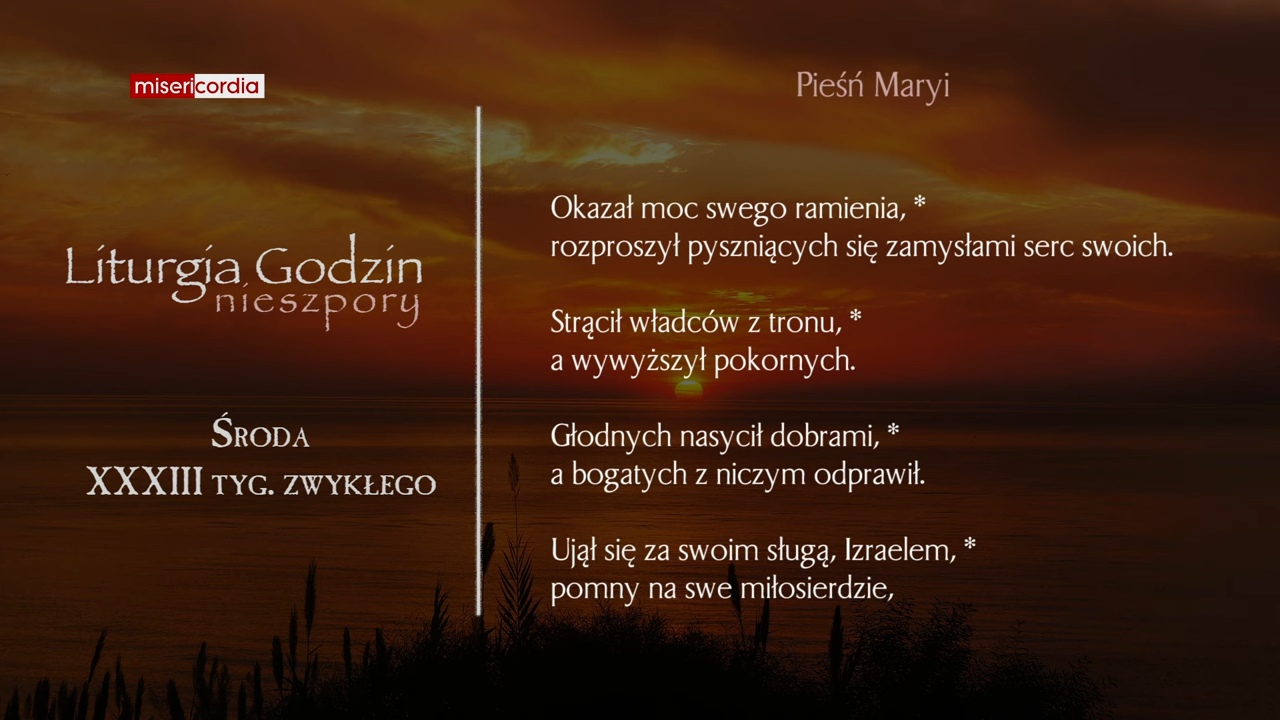 misericordia
Liturgia Godzin
nieszpory
Środa
XXXIII tyg. zwykłego
Pieśń Maryi
Okazał moc swego ramienia, *
rozproszył pyszniących się zamysłami serc swoich.
Strącił władców z tronu, *
a wywyższył pokornych.
Głodnych nasycił dobrami, *
a bogatych z niczym odprawił.
Ujął się za swoim sługą, Izraelem, *
pomny na swe miłosierdzie,